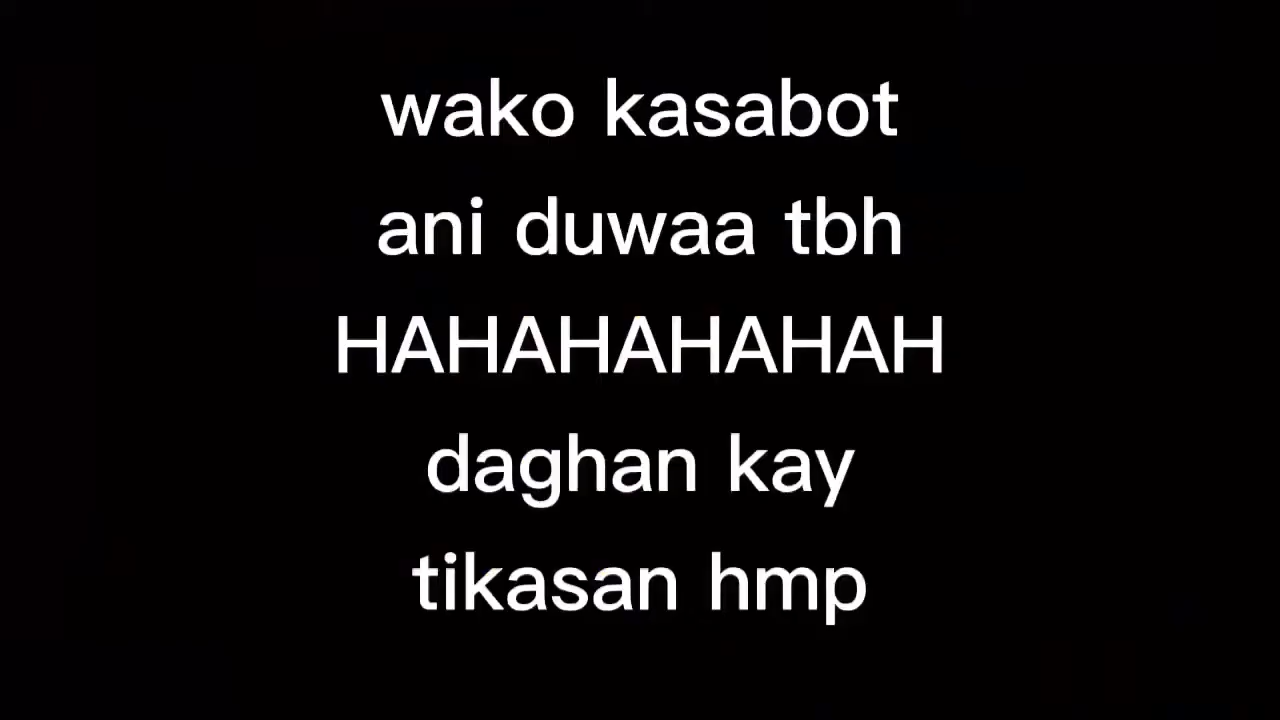 wako kasabot
ani duwaa tbh
HAHAHAHAHAH
daghan kay
tikasan hmp